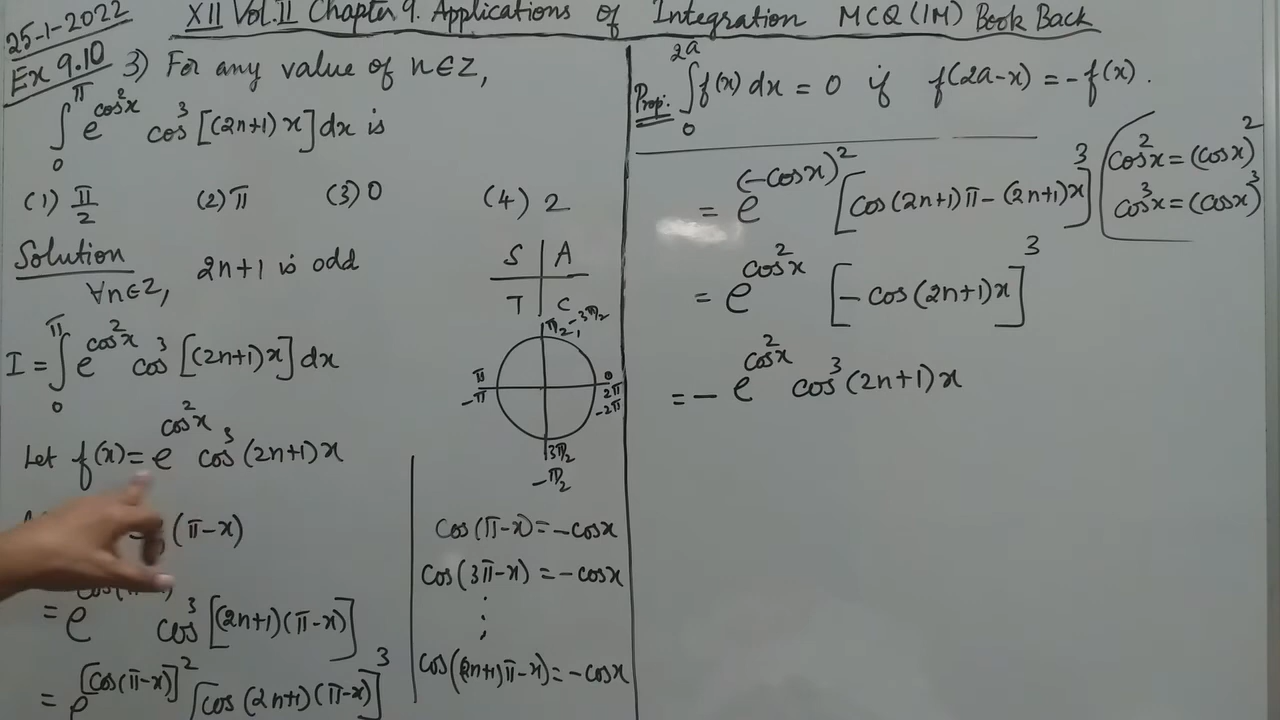 25-1-2022
XII Vol.II Chapter 9. Applications of Integration MCQ (1M) Book Back
Ex 9.10
3) For any value of n∈Z,
∫₀^π e^{cos²x} cos³[(2n+1)x]dx is
(1) π/2 (2) π (3) 0 (4) 2
Solution
∀n∈Z, 2n+1 is odd
I = ∫₀^π e^{cos²x} cos³[(2n+1)x]dx
Let f(x) = e^{cos²x} cos³(2n+1)x
(π-x)
= e cos³[(2n+1)(π-x)]
= e^{[cos(π-x)]²} [cos(2n+1)(π-x)]³
S A
T C
π/2, -3π/2
π
-π
0
2π
-2π
3π/2
-π/2
cos(π-x) = -cosx
cos(3π-x) = -cosx
⋮
cos((2n+1)π-x) = -cosx
Prop: ∫₀^{2a} f(x) dx = 0 if f(2a-x) = -f(x).
= e^{(-cosx)²} [cos(2n+1)π-(2n+1)x]³
cos²x = (cosx)²
cos³x = (cosx)³
= e^{cos²x} [-cos(2n+1)x]³
= - e^{cos²x} cos³(2n+1)x